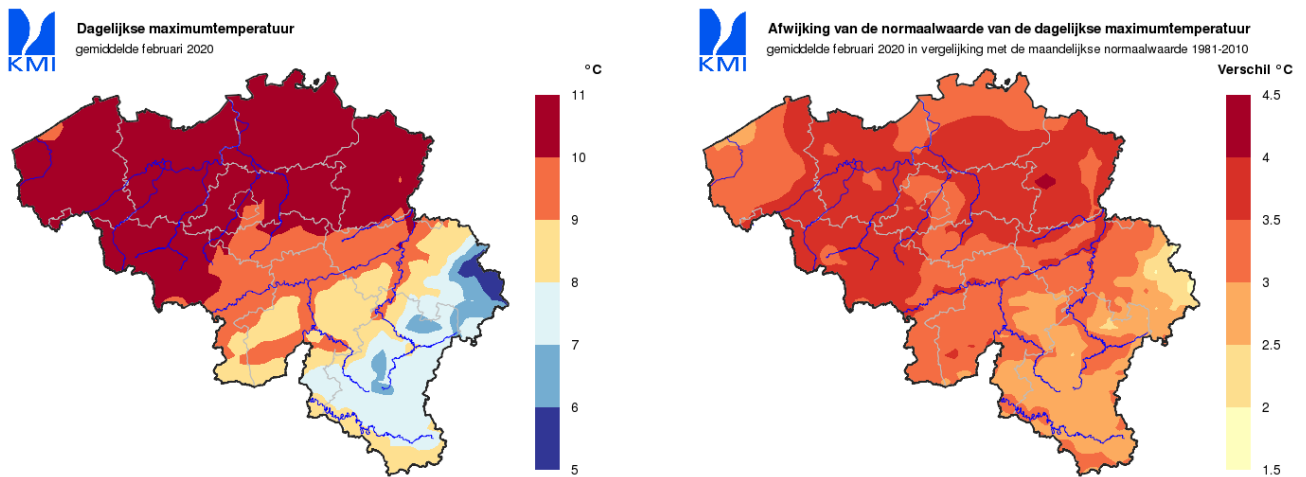 KMI
Dagelijkse maximumtemperatuur
gemiddelde februari 2020
°C
11
10
9
8
7
6
5
KMI
Afwijking van de normaalwaarde van de dagelijkse maximumtemperatuur
gemiddelde februari 2020 in vergelijking met de maandelijkse normaalwaarde 1981-2010
Verschil °C
4.5
4
3.5
3
2.5
2
1.5